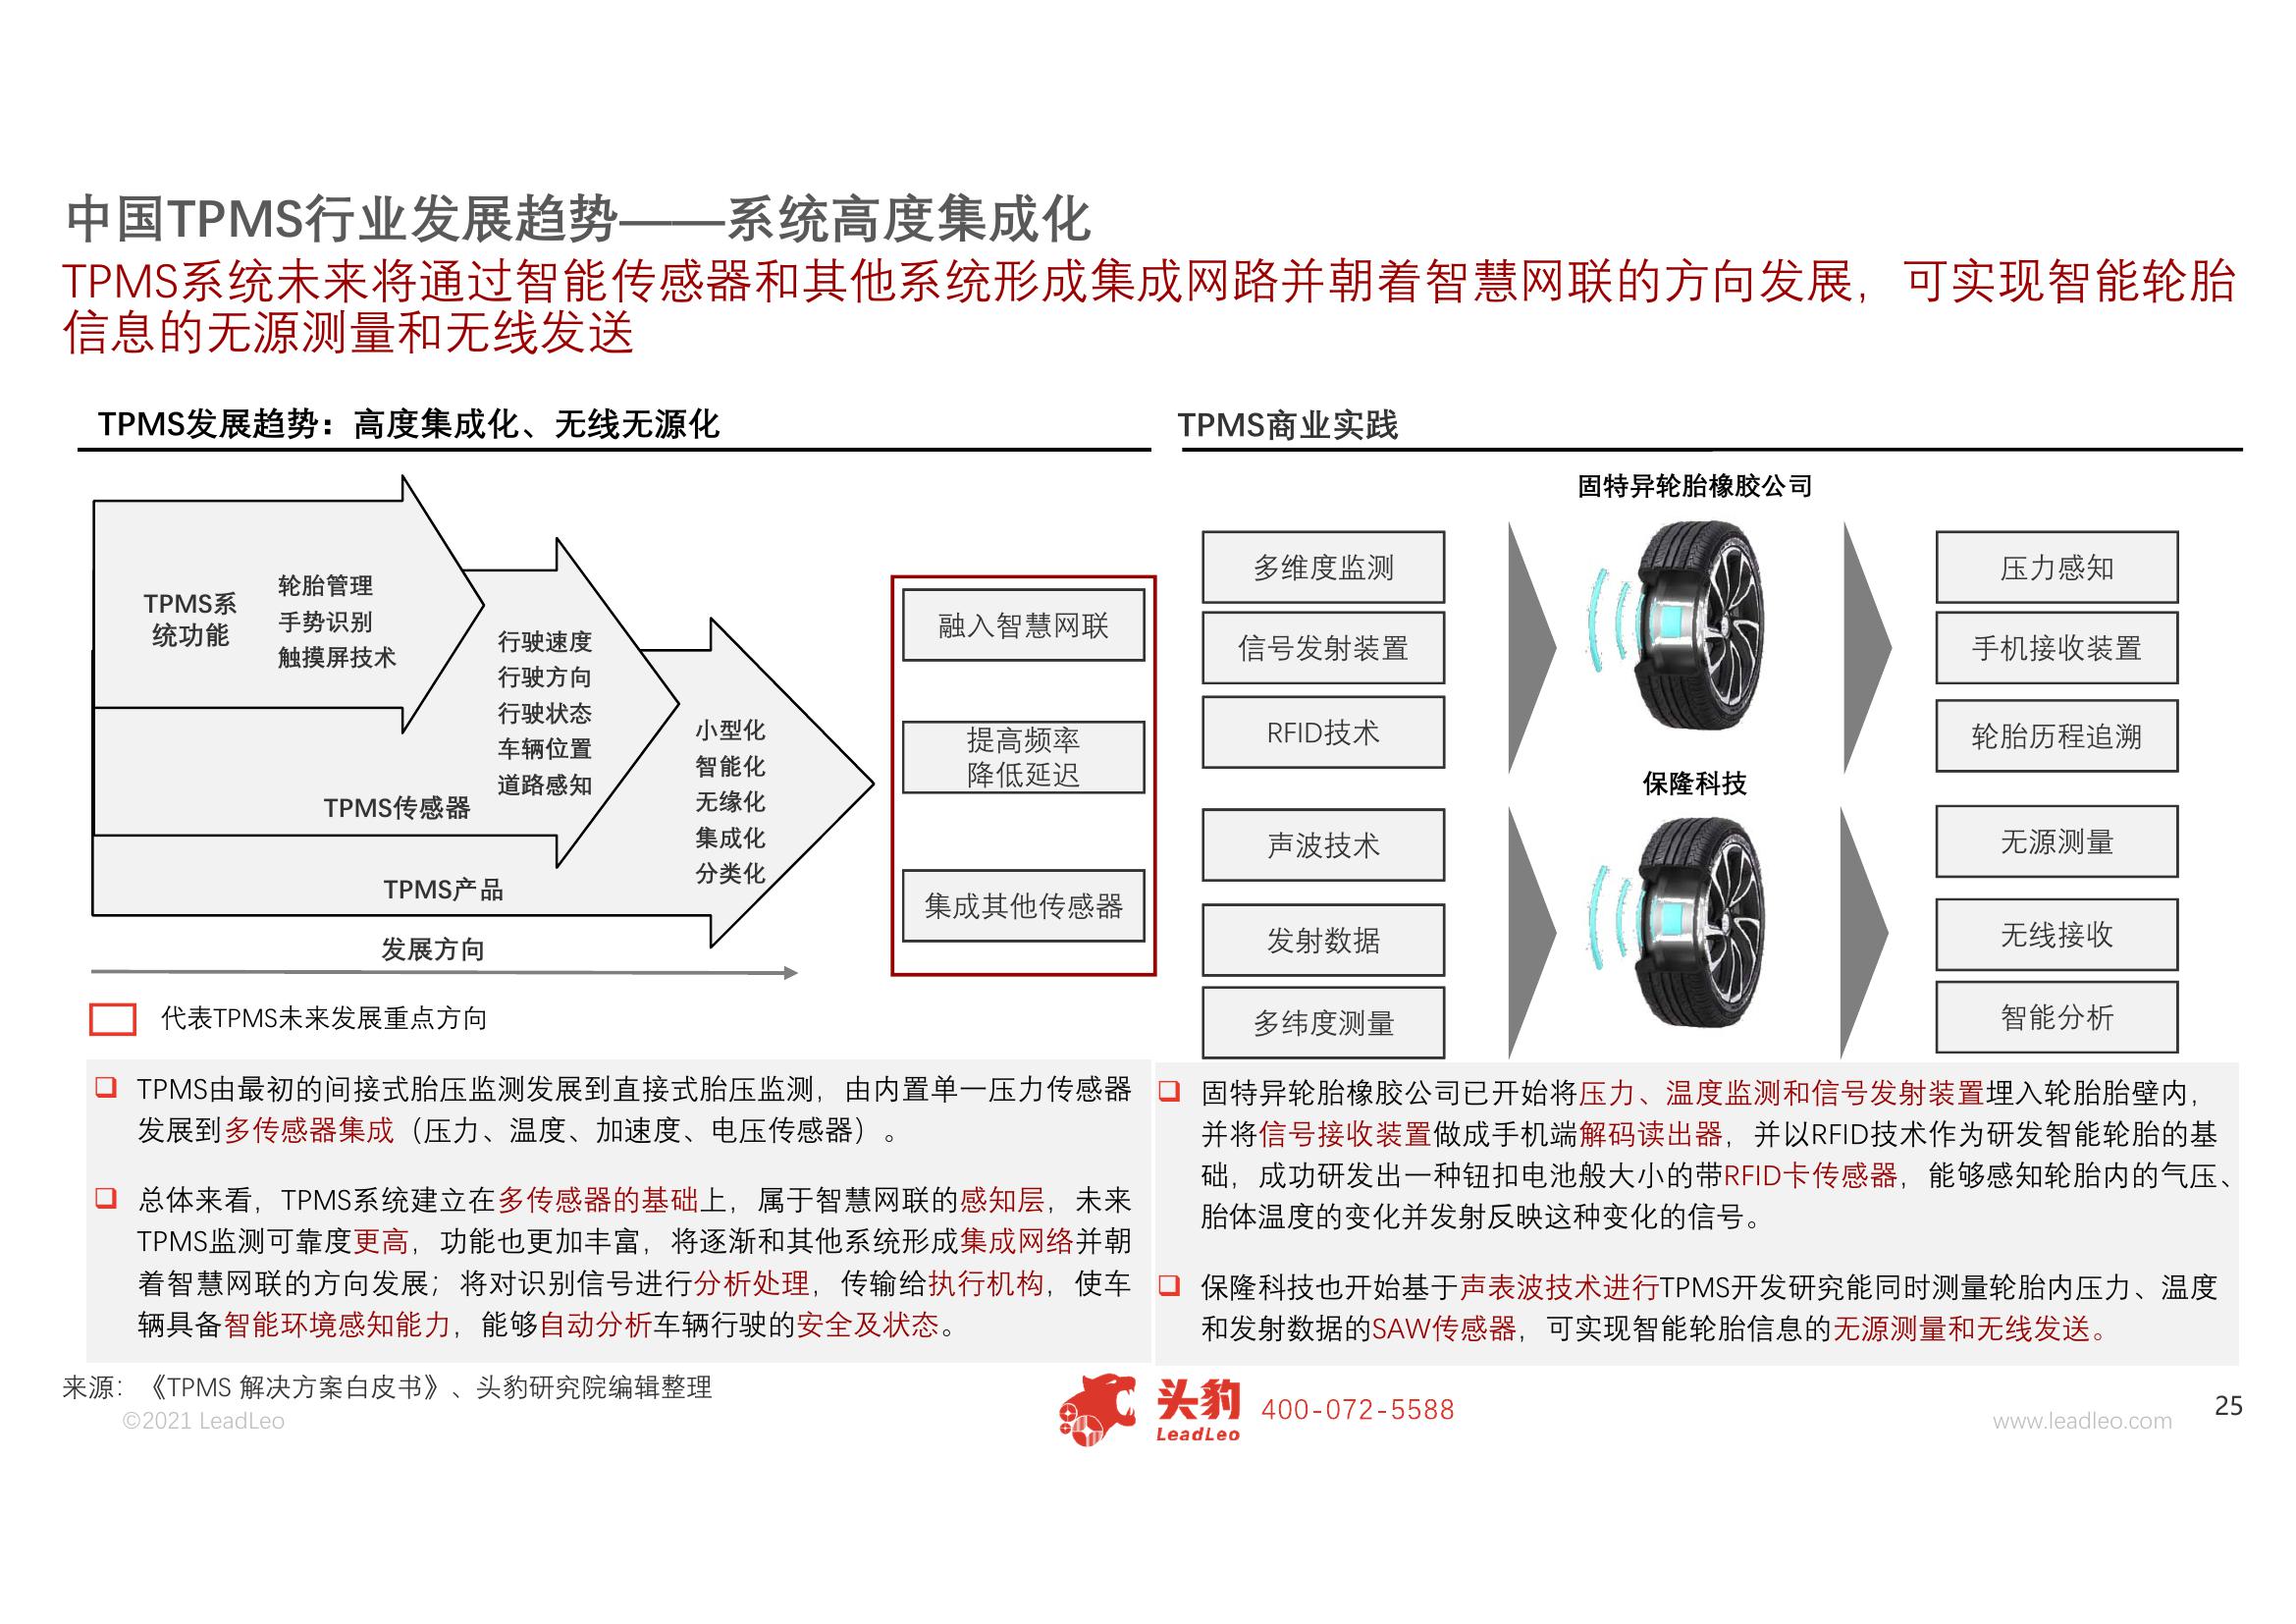 中国TPMS行业发展趋势——系统高度集成化
TPMS系统未来将通过智能传感器和其他系统形成集成网路并朝着智慧网联的方向发展，可实现智能轮胎
信息的无源测量和无线发送
TPMS发展趋势：高度集成化、无线无源化
TPMS系
统功能
轮胎管理
手势识别
触摸屏技术
行驶速度
行驶方向
行驶状态
车辆位置
道路感知
TPMS传感器
小型化
智能化
无缘化
集成化
分类化
TPMS产品
发展方向
融入智慧网联
提高频率
降低延迟
集成其他传感器
代表TPMS未来发展重点方向
TPMS由最初的间接式胎压监测发展到直接式胎压监测，由内置单一压力传感器
发展到多传感器集成（压力、温度、加速度、电压传感器）。
总体来看，TPMS系统建立在多传感器的基础上，属于智慧网联的感知层，未来
TPMS监测可靠度更高，功能也更加丰富，将逐渐和其他系统形成集成网络并朝
着智慧网联的方向发展；将对识别信号进行分析处理，传输给执行机构，使车
辆具备智能环境感知能力，能够自动分析车辆行驶的安全及状态。
TPMS商业实践
固特异轮胎橡胶公司
多维度监测
信号发射装置
RFID技术
压力感知
手机接收装置
轮胎历程追溯
保隆科技
声波技术
发射数据
多纬度测量
无源测量
无线接收
智能分析
固特异轮胎橡胶公司已开始将压力、温度监测和信号发射装置埋入轮胎胎壁内，
并将信号接收装置做成手机端解码读出器，并以RFID技术作为研发智能轮胎的基
础，成功研发出一种钮扣电池般大小的带RFID卡传感器，能够感知轮胎内的气压、
胎体温度的变化并发射反映这种变化的信号。
保隆科技也开始基于声表波技术进行TPMS开发研究能同时测量轮胎内压力、温度
和发射数据的SAW传感器，可实现智能轮胎信息的无源测量和无线发送。
来源：《TPMS 解决方案白皮书》、头豹研究院编辑整理
©2021 LeadLeo
头豹
LeadLeo
400-072-5588
www.leadleo.com
25